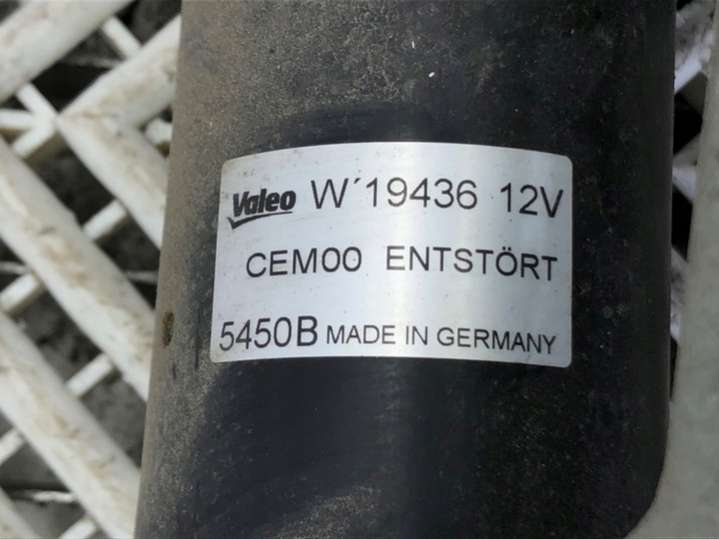 Valeo W´19436 12V
CEM00 ENTSTÖRT
5450B MADE IN GERMANY